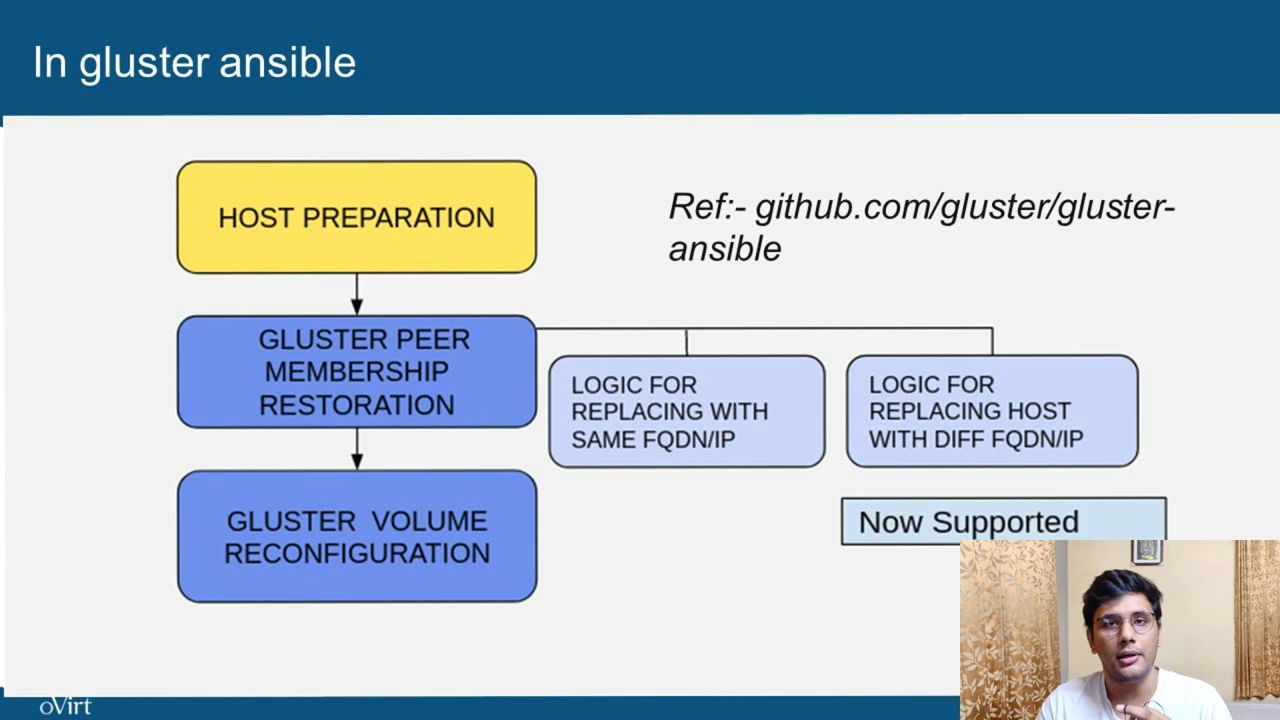 In gluster ansible
HOST PREPARATION
Ref:- github.com/gluster/gluster-
ansible
GLUSTER PEER
MEMBERSHIP
RESTORATION
LOGIC FOR
REPLACING WITH
SAME FQDN/IP
LOGIC FOR
REPLACING HOST
WITH DIFF FQDN/IP
GLUSTER VOLUME
RECONFIGURATION
Now Supported
oVirt